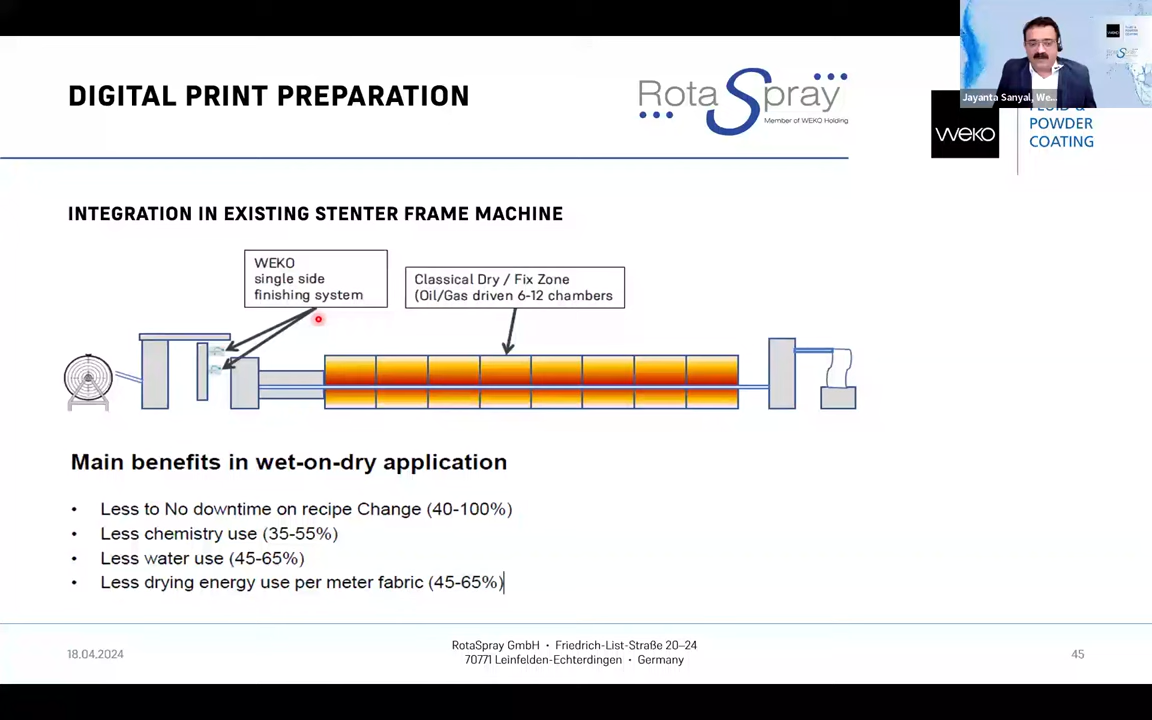 DIGITAL PRINT PREPARATION
RotaSpray
Member of WEKO Holding
Jayanta Sanyal, We...
WEKO
FLUID &
POWDER
COATING
INTEGRATION IN EXISTING STENTER FRAME MACHINE
WEKO
single side
finishing system
Classical Dry / Fix Zone
(Oil/Gas driven 6-12 chambers
Main benefits in wet-on-dry application
• Less to No downtime on recipe Change (40-100%)
• Less chemistry use (35-55%)
• Less water use (45-65%)
• Less drying energy use per meter fabric (45-65%)
18.04.2024
RotaSpray GmbH • Friedrich-List-Straße 20–24
70771 Leinfelden-Echterdingen • Germany
45